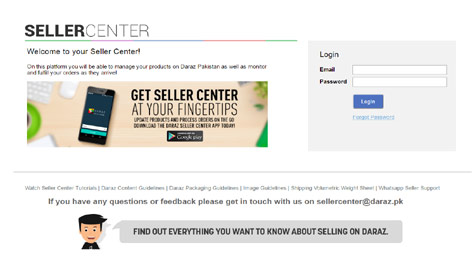 SELLERCENTER
Welcome to your Seller Center!
On this platform you will be able to manage your products on Daraz Pakistan as well as monitor
and fulfill your orders as they arrive!
GET SELLER CENTER
AT YOUR FINGERTIPS
UPDATE PRODUCTS AND PROCESS ORDERS ON THE GO
DOWNLOAD THE DARAZ SELLER CENTER APP TODAY!
Google play
Login
Email
Password
Login
Forgot Password
Watch Seller Center Tutorials | Daraz Content Guidelines | Daraz Packaging Guidelines | Image Guidelines | Shipping Volumetric Weight Sheet | Whatsapp Seller Support
If you have any questions or feedback please get in touch with us on sellercenter@daraz.pk
FIND OUT EVERYTHING YOU WANT TO KNOW ABOUT SELLING ON DARAZ.